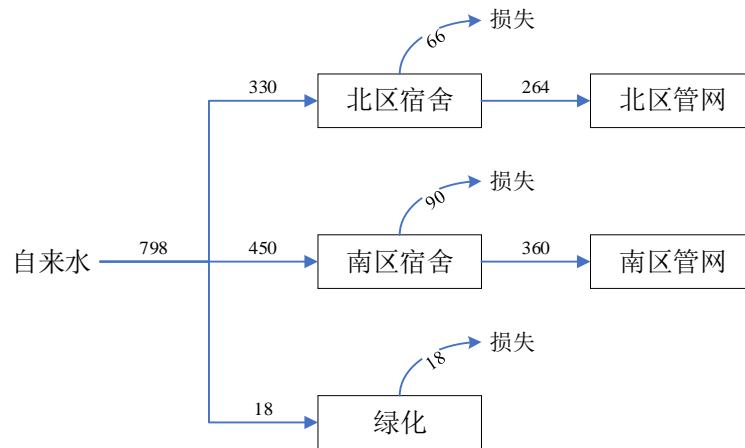 损失
66
330
北区宿舍
264
北区管网
损失
90
自来水
798
450
南区宿舍
360
南区管网
损失
18
18
绿化